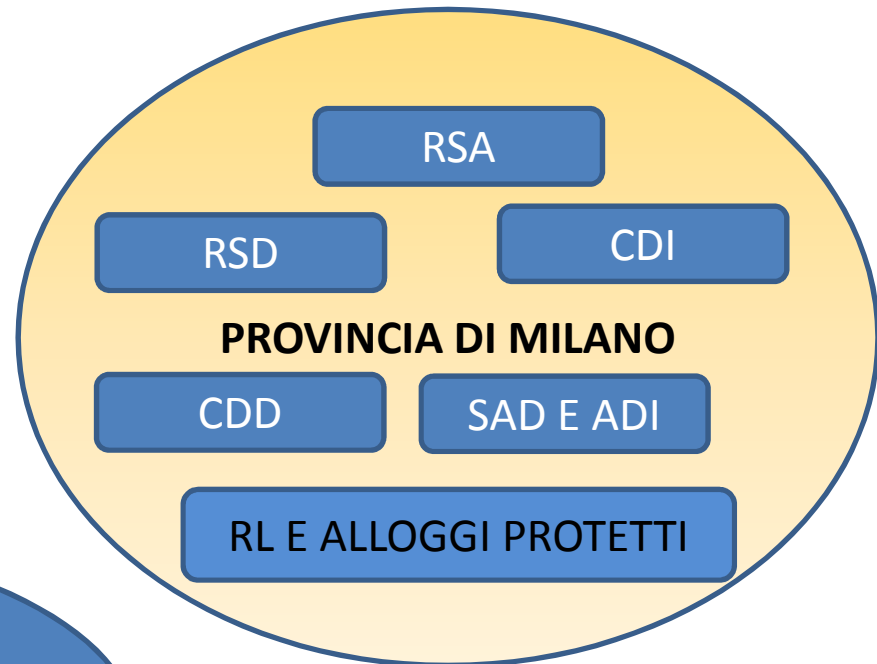 RSA
RSD
CDI
PROVINCIA DI MILANO
CDD
SAD E ADI
RL E ALLOGGI PROTETTI